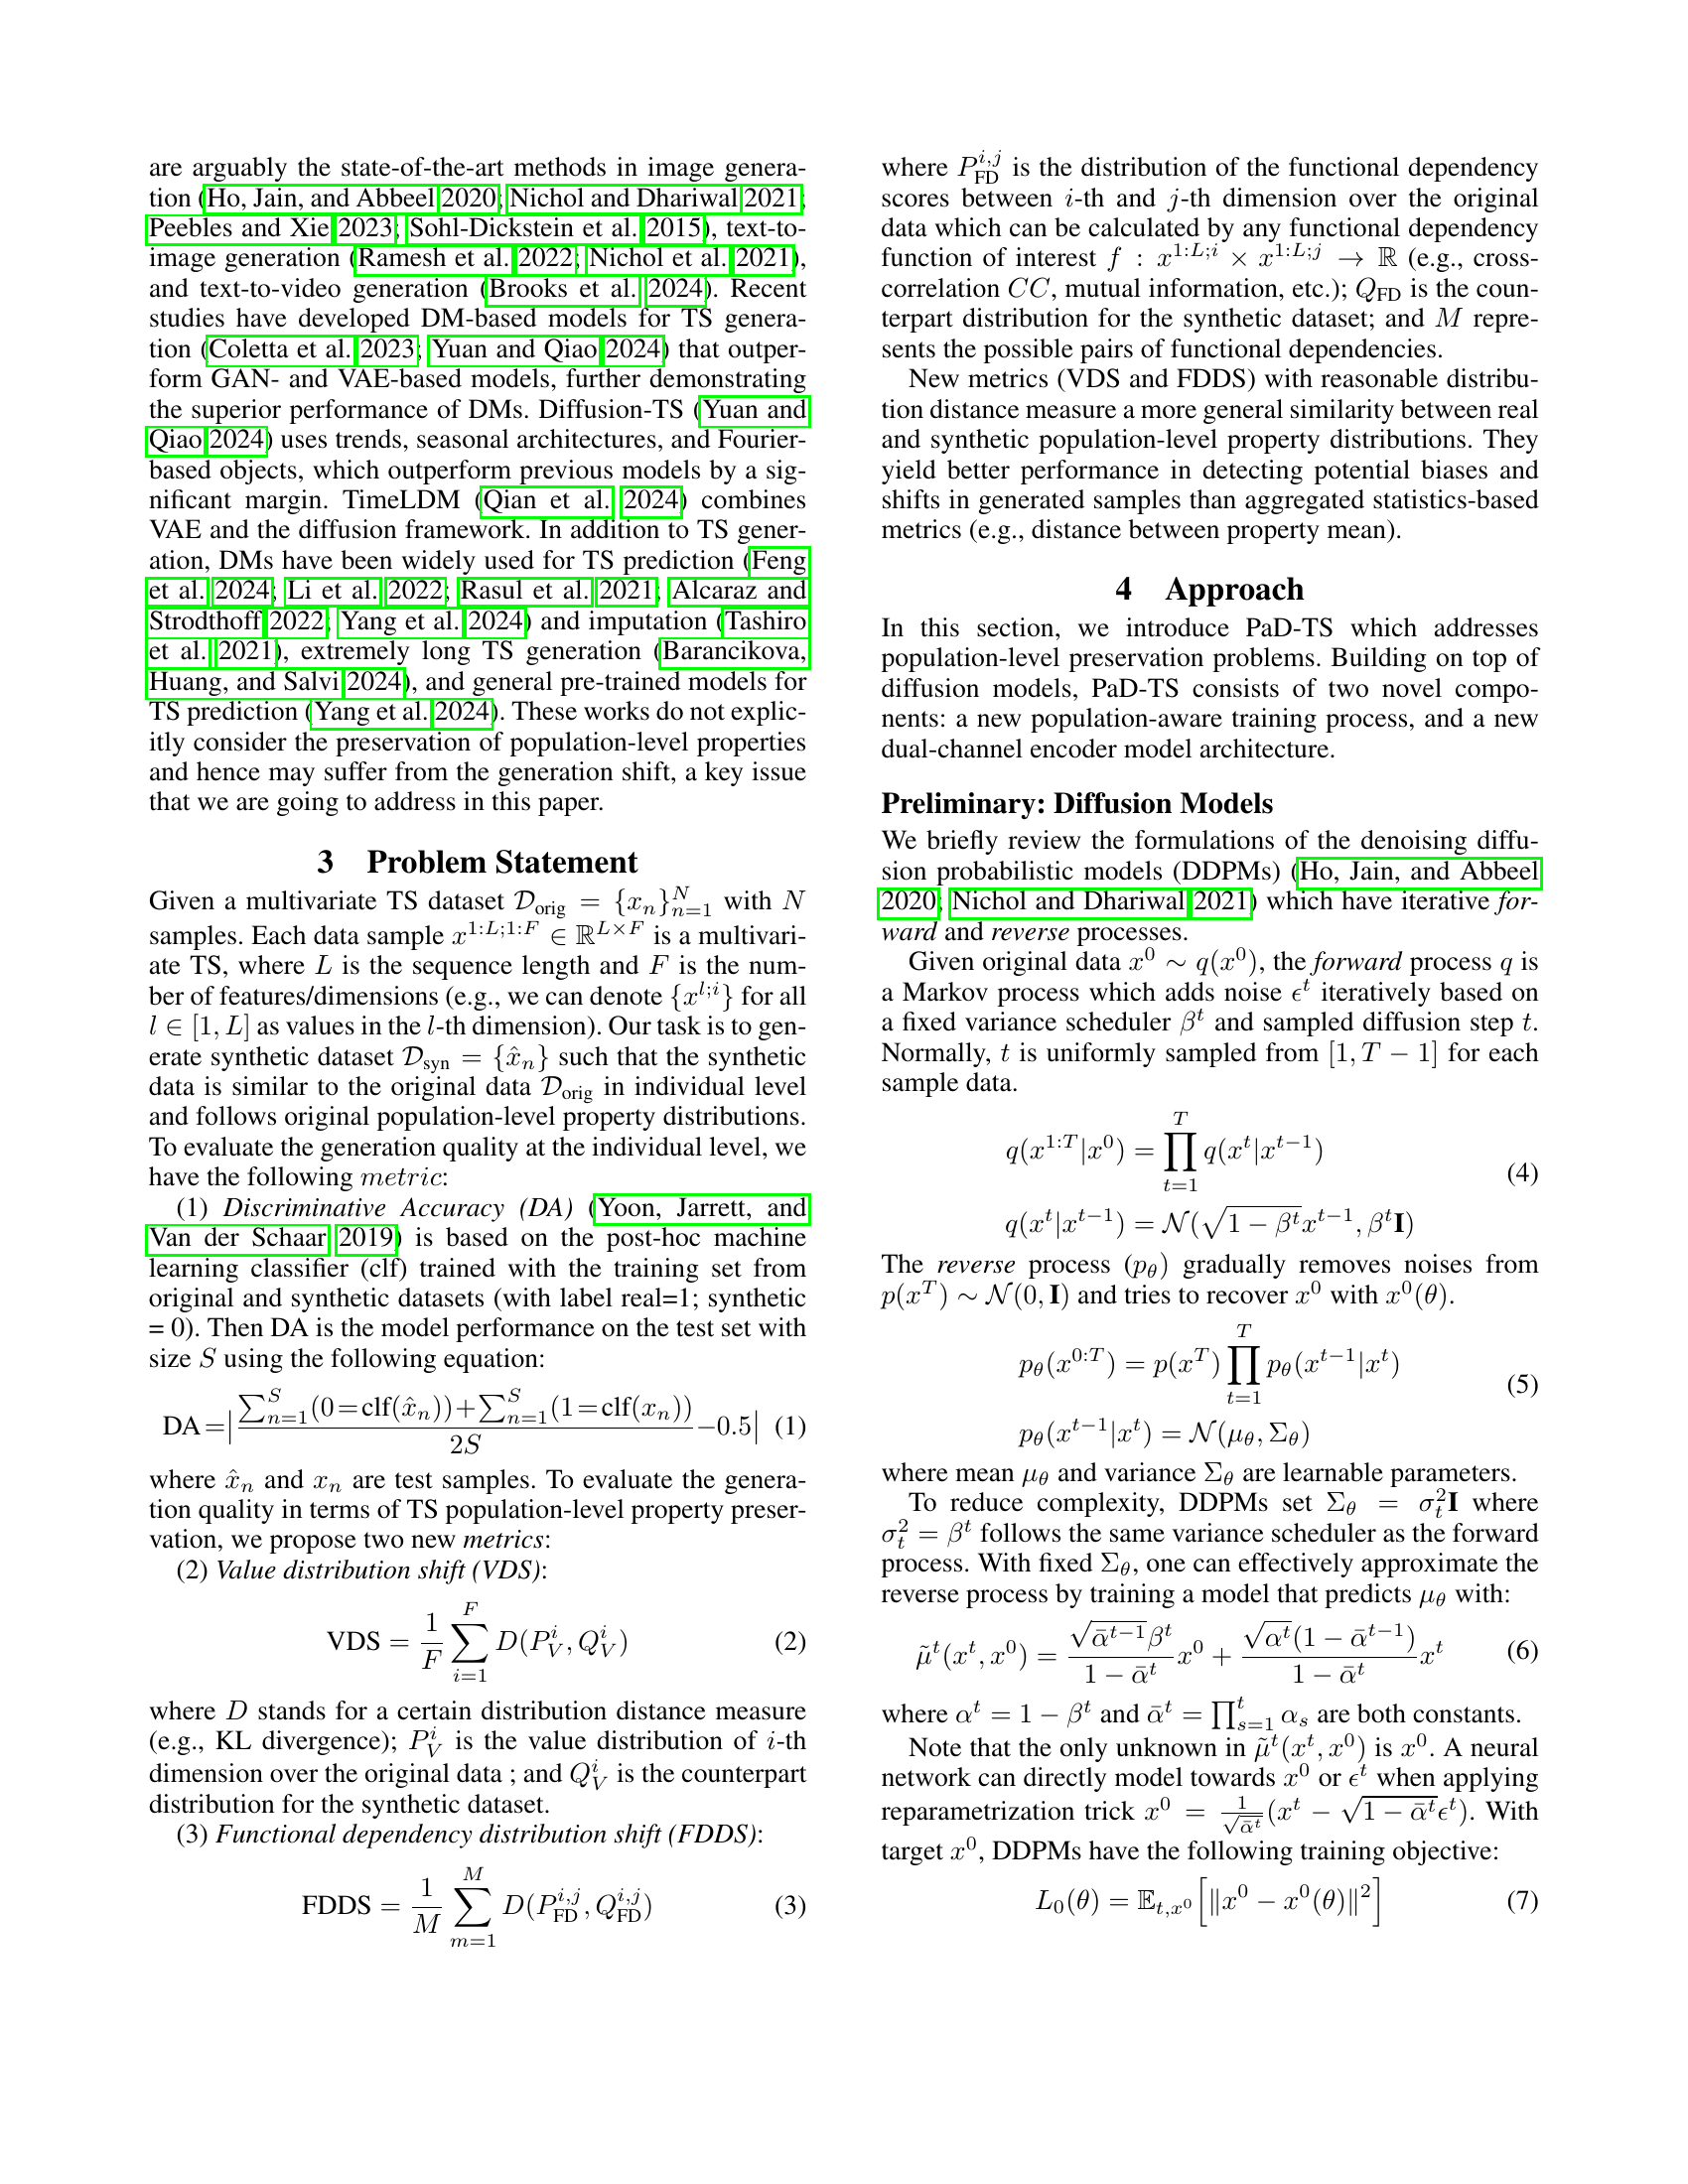 are arguably the state-of-the-art methods in image genera-
tion (Ho, Jain, and Abbeel 2020; Nichol and Dhariwal 2021;
Peebles and Xie 2023; Sohl-Dickstein et al. 2015), text-to-
image generation (Ramesh et al. 2022; Nichol et al. 2021),
and text-to-video generation (Brooks et al. 2024). Recent
studies have developed DM-based models for TS genera-
tion (Coletta et al. 2023; Yuan and Qiao 2024) that outper-
form GAN- and VAE-based models, further demonstrating
the superior performance of DMs. Diffusion-TS (Yuan and
Qiao 2024) uses trends, seasonal architectures, and Fourier-
based objects, which outperform previous models by a sig-
nificant margin. TimeLDM (Qian et al. 2024) combines
VAE and the diffusion framework. In addition to TS gener-
ation, DMs have been widely used for TS prediction (Feng
et al. 2024; Li et al. 2022; Rasul et al. 2021; Alcaraz and
Strodthoff 2022; Yang et al. 2024) and imputation (Tashiro
et al. 2021), extremely long TS generation (Barancikova,
Huang, and Salvi 2024), and general pre-trained models for
TS prediction (Yang et al. 2024). These works do not explic-
itly consider the preservation of population-level properties
and hence may suffer from the generation shift, a key issue
that we are going to address in this paper.
3 Problem Statement
Given a multivariate TS dataset $\mathcal{D}_{\text{orig}} = \{x_n\}_{n=1}^{N}$ with $N$
samples. Each data sample $x^{1:L;1:F} \in \mathbb{R}^{L \times F}$ is a multivari-
ate TS, where $L$ is the sequence length and $F$ is the num-
ber of features/dimensions (e.g., we can denote $\{x^{l;i}\}$ for all
$l \in [1, L]$ as values in the $l$-th dimension). Our task is to gen-
erate synthetic dataset $\mathcal{D}_{\text{syn}} = \{\hat{x}_n\}$ such that the synthetic
data is similar to the original data $\mathcal{D}_{\text{orig}}$ in individual level
and follows original population-level property distributions.
To evaluate the generation quality at the individual level, we
have the following metric:
(1) Discriminative Accuracy (DA) (Yoon, Jarrett, and
Van der Schaar 2019) is based on the post-hoc machine
learning classifier (clf) trained with the training set from
original and synthetic datasets (with label real=1; synthetic
= 0). Then DA is the model performance on the test set with
size $S$ using the following equation:
$\text{DA} = |\frac{\sum_{n=1}^{S}(0=\text{clf}(\hat{x}_n))+\sum_{n=1}^{S}(1=\text{clf}(x_n))}{2S} - 0.5|$ (1)
where $\hat{x}_n$ and $x_n$ are test samples. To evaluate the genera-
tion quality in terms of TS population-level property preser-
vation, we propose two new metrics:
(2) Value distribution shift (VDS):
$\text{VDS} = \frac{1}{F}\sum_{i=1}^{F} D(P_V^i, Q_V^i)$ (2)
where $D$ stands for a certain distribution distance measure
(e.g., KL divergence); $P_V^i$ is the value distribution of $i$-th
dimension over the original data ; and $Q_V^i$ is the counterpart
distribution for the synthetic dataset.
(3) Functional dependency distribution shift (FDDS):
$\text{FDDS} = \frac{1}{M}\sum_{m=1}^{M} D(P_{\text{FD}}^{i,j}, Q_{\text{FD}}^{i,j})$ (3)
where $P_{\text{FD}}^{i,j}$ is the distribution of the functional dependency
scores between $i$-th and $j$-th dimension over the original
data which can be calculated by any functional dependency
function of interest $f : x^{1:L;i} \times x^{1:L;j} \rightarrow \mathbb{R}$ (e.g., cross-
correlation $CC$, mutual information, etc.); $Q_{\text{FD}}$ is the coun-
terpart distribution for the synthetic dataset; and $M$ repre-
sents the possible pairs of functional dependencies.
New metrics (VDS and FDDS) with reasonable distribu-
tion distance measure a more general similarity between real
and synthetic population-level property distributions. They
yield better performance in detecting potential biases and
shifts in generated samples than aggregated statistics-based
metrics (e.g., distance between property mean).
4 Approach
In this section, we introduce PaD-TS which addresses
population-level preservation problems. Building on top of
diffusion models, PaD-TS consists of two novel compo-
nents: a new population-aware training process, and a new
dual-channel encoder model architecture.
Preliminary: Diffusion Models
We briefly review the formulations of the denoising diffu-
sion probabilistic models (DDPMs) (Ho, Jain, and Abbeel
2020; Nichol and Dhariwal 2021) which have iterative for-
ward and reverse processes.
Given original data $x^0 \sim q(x^0)$, the forward process $q$ is
a Markov process which adds noise $\epsilon^t$ iteratively based on
a fixed variance scheduler $\beta^t$ and sampled diffusion step $t$.
Normally, $t$ is uniformly sampled from $[1, T-1]$ for each
sample data.
$q(x^{1:T}|x^0) = \prod_{t=1}^{T} q(x^t|x^{t-1})$
(4)
$q(x^t|x^{t-1}) = \mathcal{N}(\sqrt{1-\beta^t}x^{t-1}, \beta^t\mathbf{I})$
The reverse process ($p_\theta$) gradually removes noises from
$p(x^T) \sim \mathcal{N}(0, \mathbf{I})$ and tries to recover $x^0$ with $x^0(\theta)$.
$p_\theta(x^{0:T}) = p(x^T)\prod_{t=1}^{T} p_\theta(x^{t-1}|x^t)$
(5)
$p_\theta(x^{t-1}|x^t) = \mathcal{N}(\mu_\theta, \Sigma_\theta)$
where mean $\mu_\theta$ and variance $\Sigma_\theta$ are learnable parameters.
To reduce complexity, DDPMs set $\Sigma_\theta = \sigma_t^2\mathbf{I}$ where
$\sigma_t^2 = \beta^t$ follows the same variance scheduler as the forward
process. With fixed $\Sigma_\theta$, one can effectively approximate the
reverse process by training a model that predicts $\mu_\theta$ with:
$\tilde{\mu}^t(x^t, x^0) = \frac{\sqrt{\bar{\alpha}^{t-1}}\beta^t}{1-\bar{\alpha}^t}x^0 + \frac{\sqrt{\alpha^t}(1-\bar{\alpha}^{t-1})}{1-\bar{\alpha}^t}x^t$ (6)
where $\alpha^t = 1 - \beta^t$ and $\bar{\alpha}^t = \prod_{s=1}^{t}\alpha_s$ are both constants.
Note that the only unknown in $\tilde{\mu}^t(x^t, x^0)$ is $x^0$. A neural
network can directly model towards $x^0$ or $\epsilon^t$ when applying
reparametrization trick $x^0 = \frac{1}{\sqrt{\bar{\alpha}^t}}(x^t - \sqrt{1-\bar{\alpha}^t}\epsilon^t)$. With
target $x^0$, DDPMs have the following training objective:
$L_0(\theta) = \mathbb{E}_{t,x^0}\left[\|x^0 - x^0(\theta)\|^2\right]$ (7)